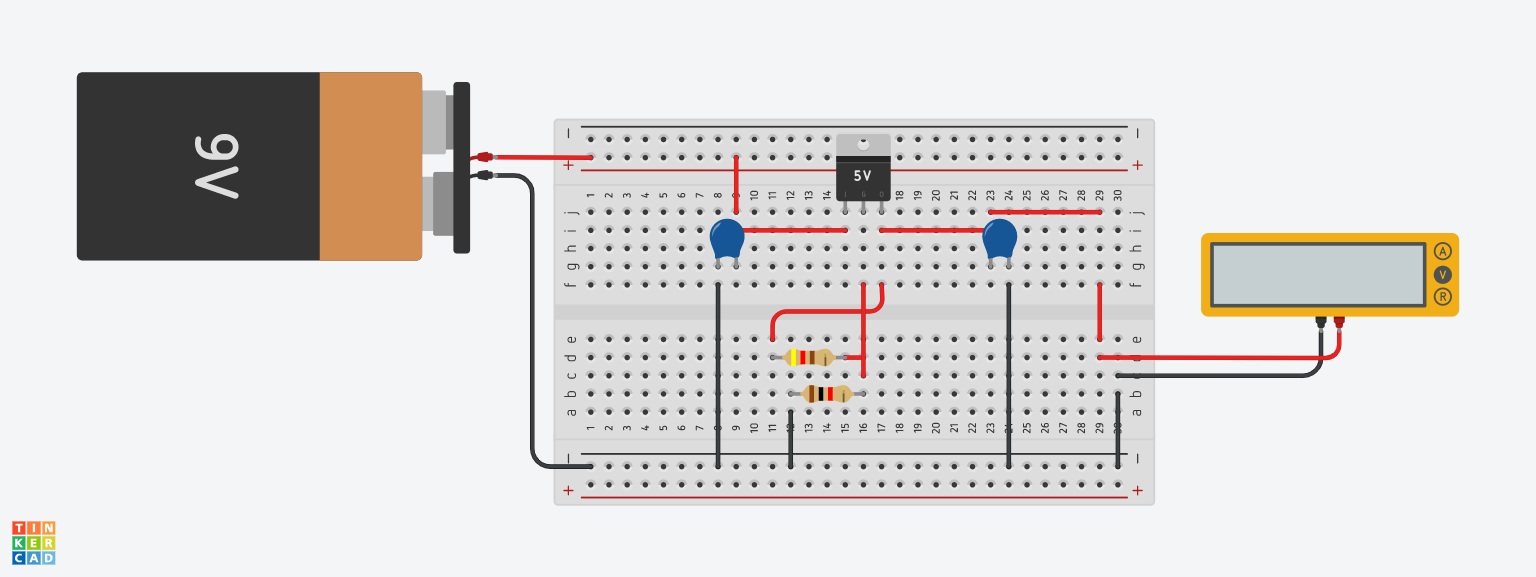 9V
− −
+ +
5V
I G O
1 2 3 4 5 6 7 8 9 10 11 12 13 14 18 19 20 21 22 23 24 25 26 27 28 29 30
j j
i i
h h
g g
f f
A
V
R
e e
d
c c
b b
a a
1 2 3 4 5 6 7 8 9 10 11 12 13 14 15 16 17 18 19 20 21 22 23 24 25 26 27 28 29 30
− −
+ +
TIN
KER
CAD